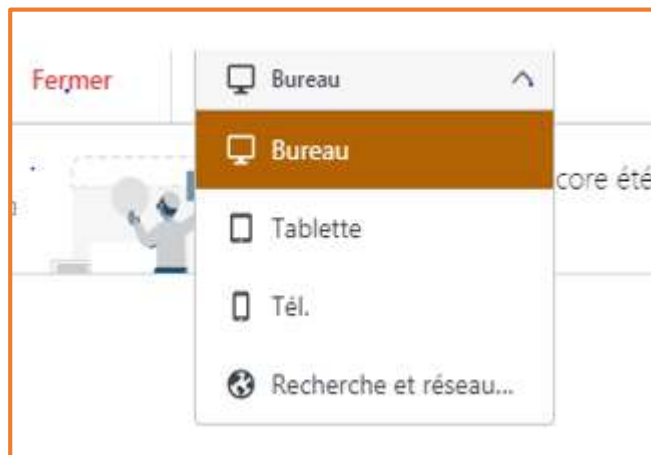 Fermer
Bureau
Bureau
core été
Tablette
Tél.
Recherche et réseau...